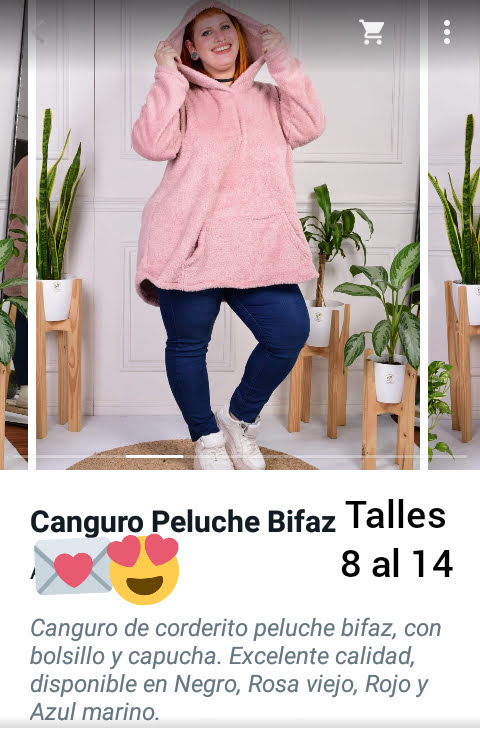 Canguro Peluche Bifaz Talles
8 al 14
Canguro de corderito peluche bifaz, con
bolsillo y capucha. Excelente calidad,
disponible en Negro, Rosa viejo, Rojo y
Azul marino.